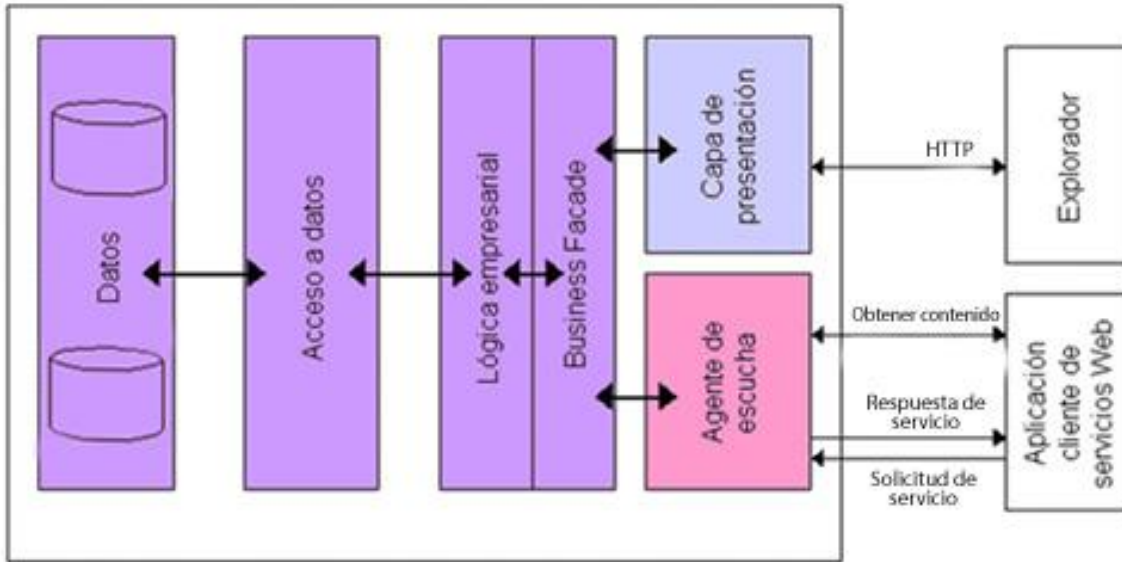 Datos
Acceso a datos
Lógica empresarial
Business Facade
Capa de
presentación
Agente de
escucha
HTTP
Explorador
Obtener contenido
Respuesta de
servicio
Solicitud de
servicio
Aplicación
cliente de
servicios Web